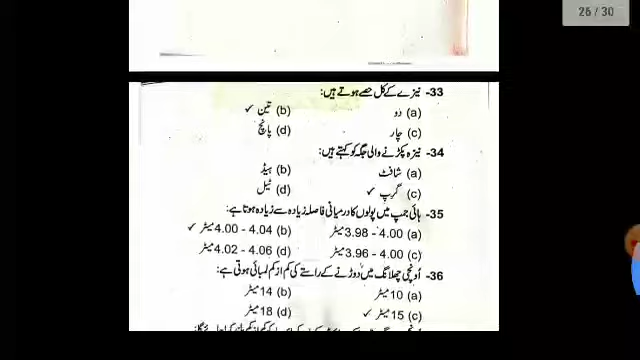 26 / 30
33- نیزے کے کل حصے ہوتے ہیں:
(a) دو (b) تین ✓
(c) چار (d) پانچ
34- نیزہ پکڑنے والی جگہ کو کہتے ہیں:
(a) شافٹ (b) ہیڈ
(c) گرپ ✓ (d) ٹیل
35- ہائی جمپ میں پولوں کا درمیانی فاصلہ زیادہ سے زیادہ ہوتا ہے:
(a) 3.98 - 4.00 میٹر (b) 4.00 - 4.04 میٹر ✓
(c) 3.96 - 4.00 میٹر (d) 4.02 - 4.06 میٹر
36- اُونچی چھلانگ میں دوڑنے کے راستے کی کم از کم لمبائی ہوتی ہے:
(a) 10 میٹر (b) 14 میٹر
(c) 15 میٹر ✓ (d) 18 میٹر